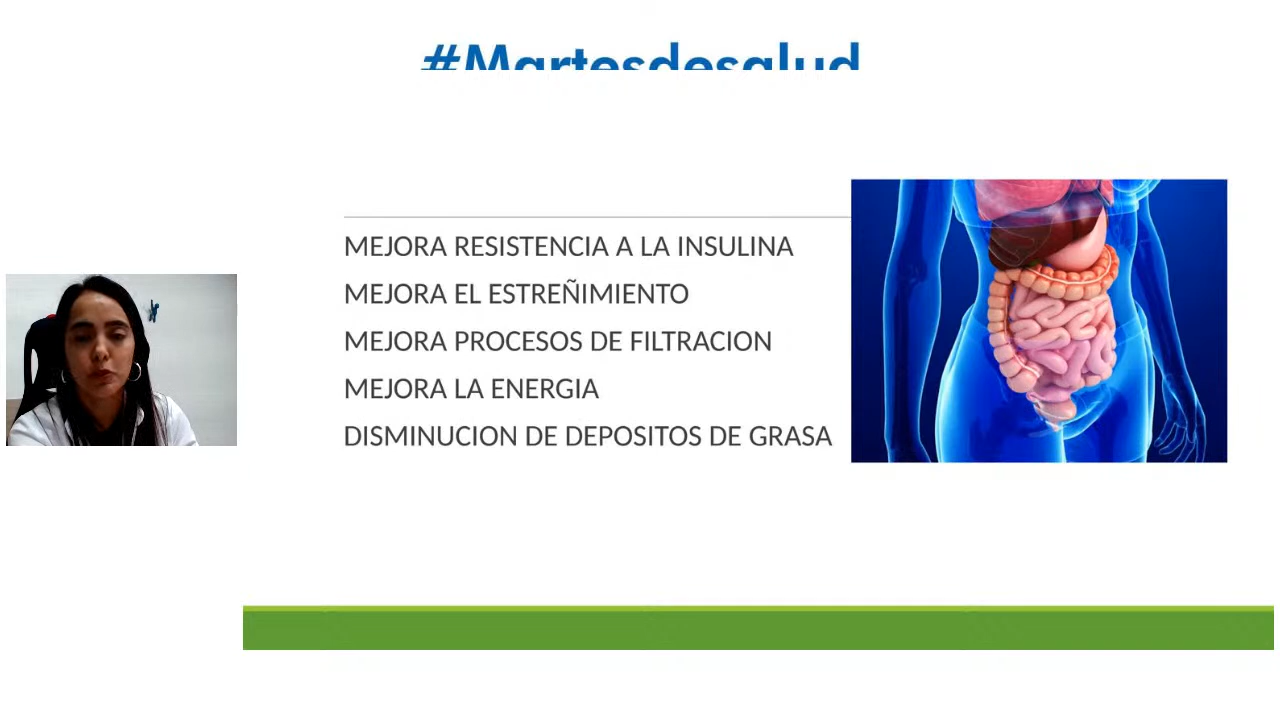 #Martesdesalud
MEJORA RESISTENCIA A LA INSULINA
MEJORA EL ESTREÑIMIENTO
MEJORA PROCESOS DE FILTRACION
MEJORA LA ENERGIA
DISMINUCION DE DEPOSITOS DE GRASA